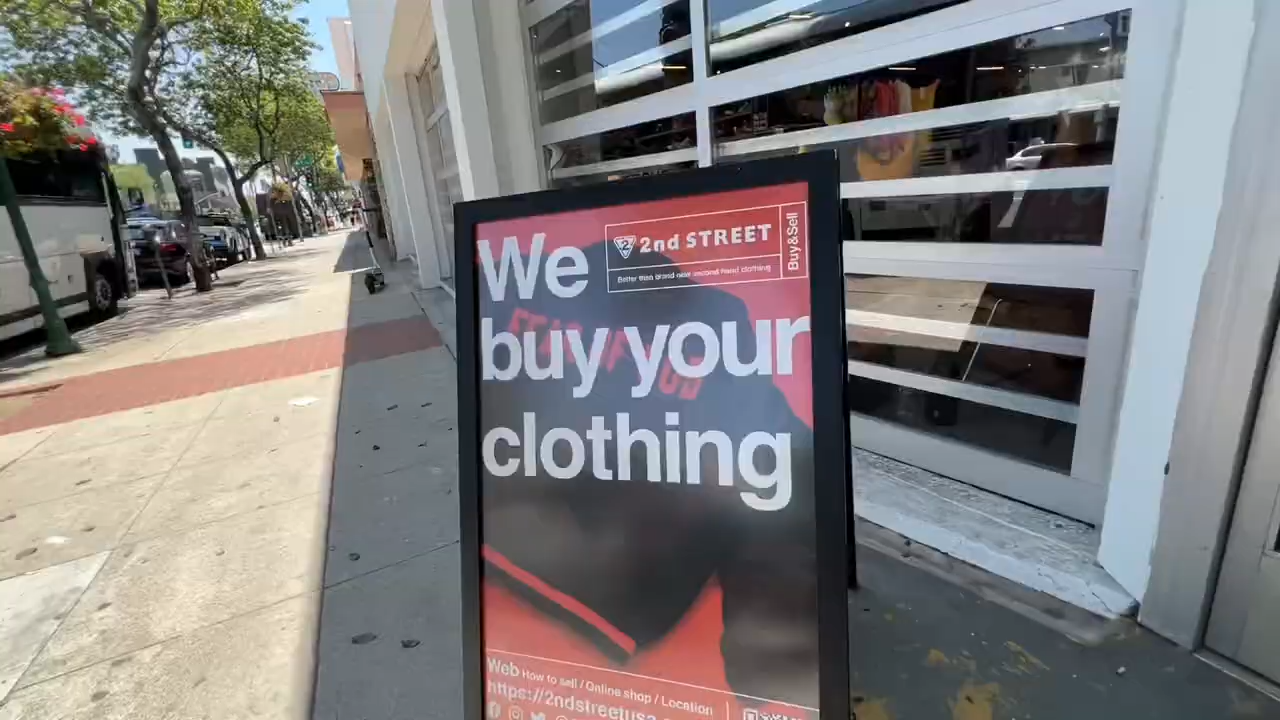 We
2nd STREET
Buy&Sell
Better than brand new second hand clothing
buy your
clothing
Web How to sell / Online shop / Location
https://2ndstreetusa